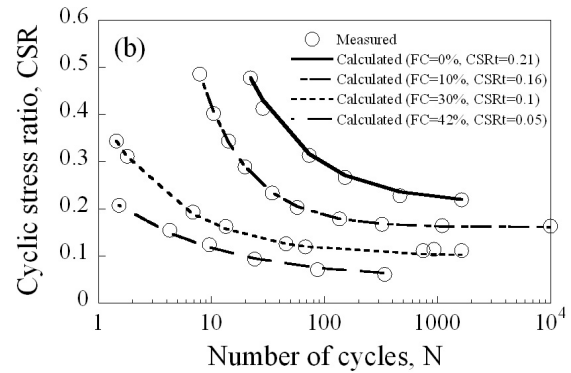 (b)
Measured
Calculated (FC=0%, CSRt=0.21)
Calculated (FC=10%, CSRt=0.16)
Calculated (FC=30%, CSRt=0.1)
Calculated (FC=42%, CSRt=0.05)
Cyclic stress ratio, CSR
0.6
0.5
0.4
0.3
0.2
0.1
0
1
10
100
1000
10⁴
Number of cycles, N